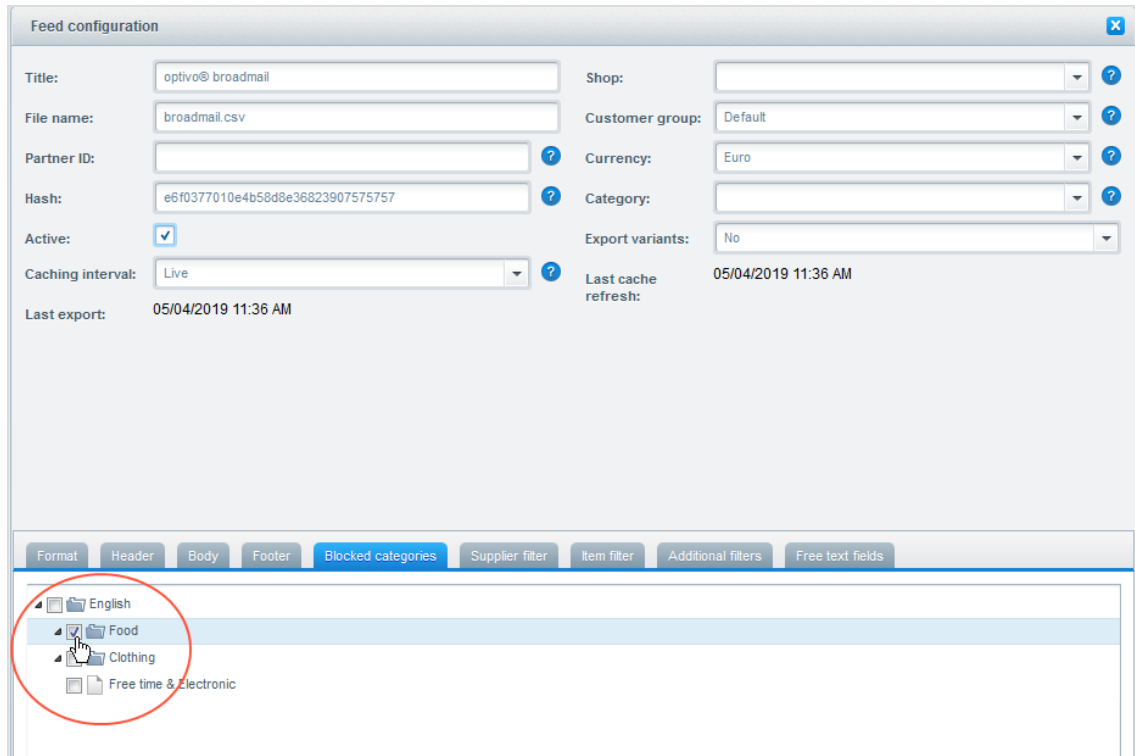 Feed configuration
Title: optivo® broadmail
File name: broadmail.csv
Partner ID:
Hash: e6f0377010e4b58d8e36823907575757
Active:
Caching interval: Live
Last export: 05/04/2019 11:36 AM
Shop:
Customer group: Default
Currency: Euro
Category:
Export variants: No
Last cache
refresh: 05/04/2019 11:36 AM
Format Header Body Footer Blocked categories Supplier filter Item filter Additional filters Free text fields
English
Food
Clothing
Free time & Electronic